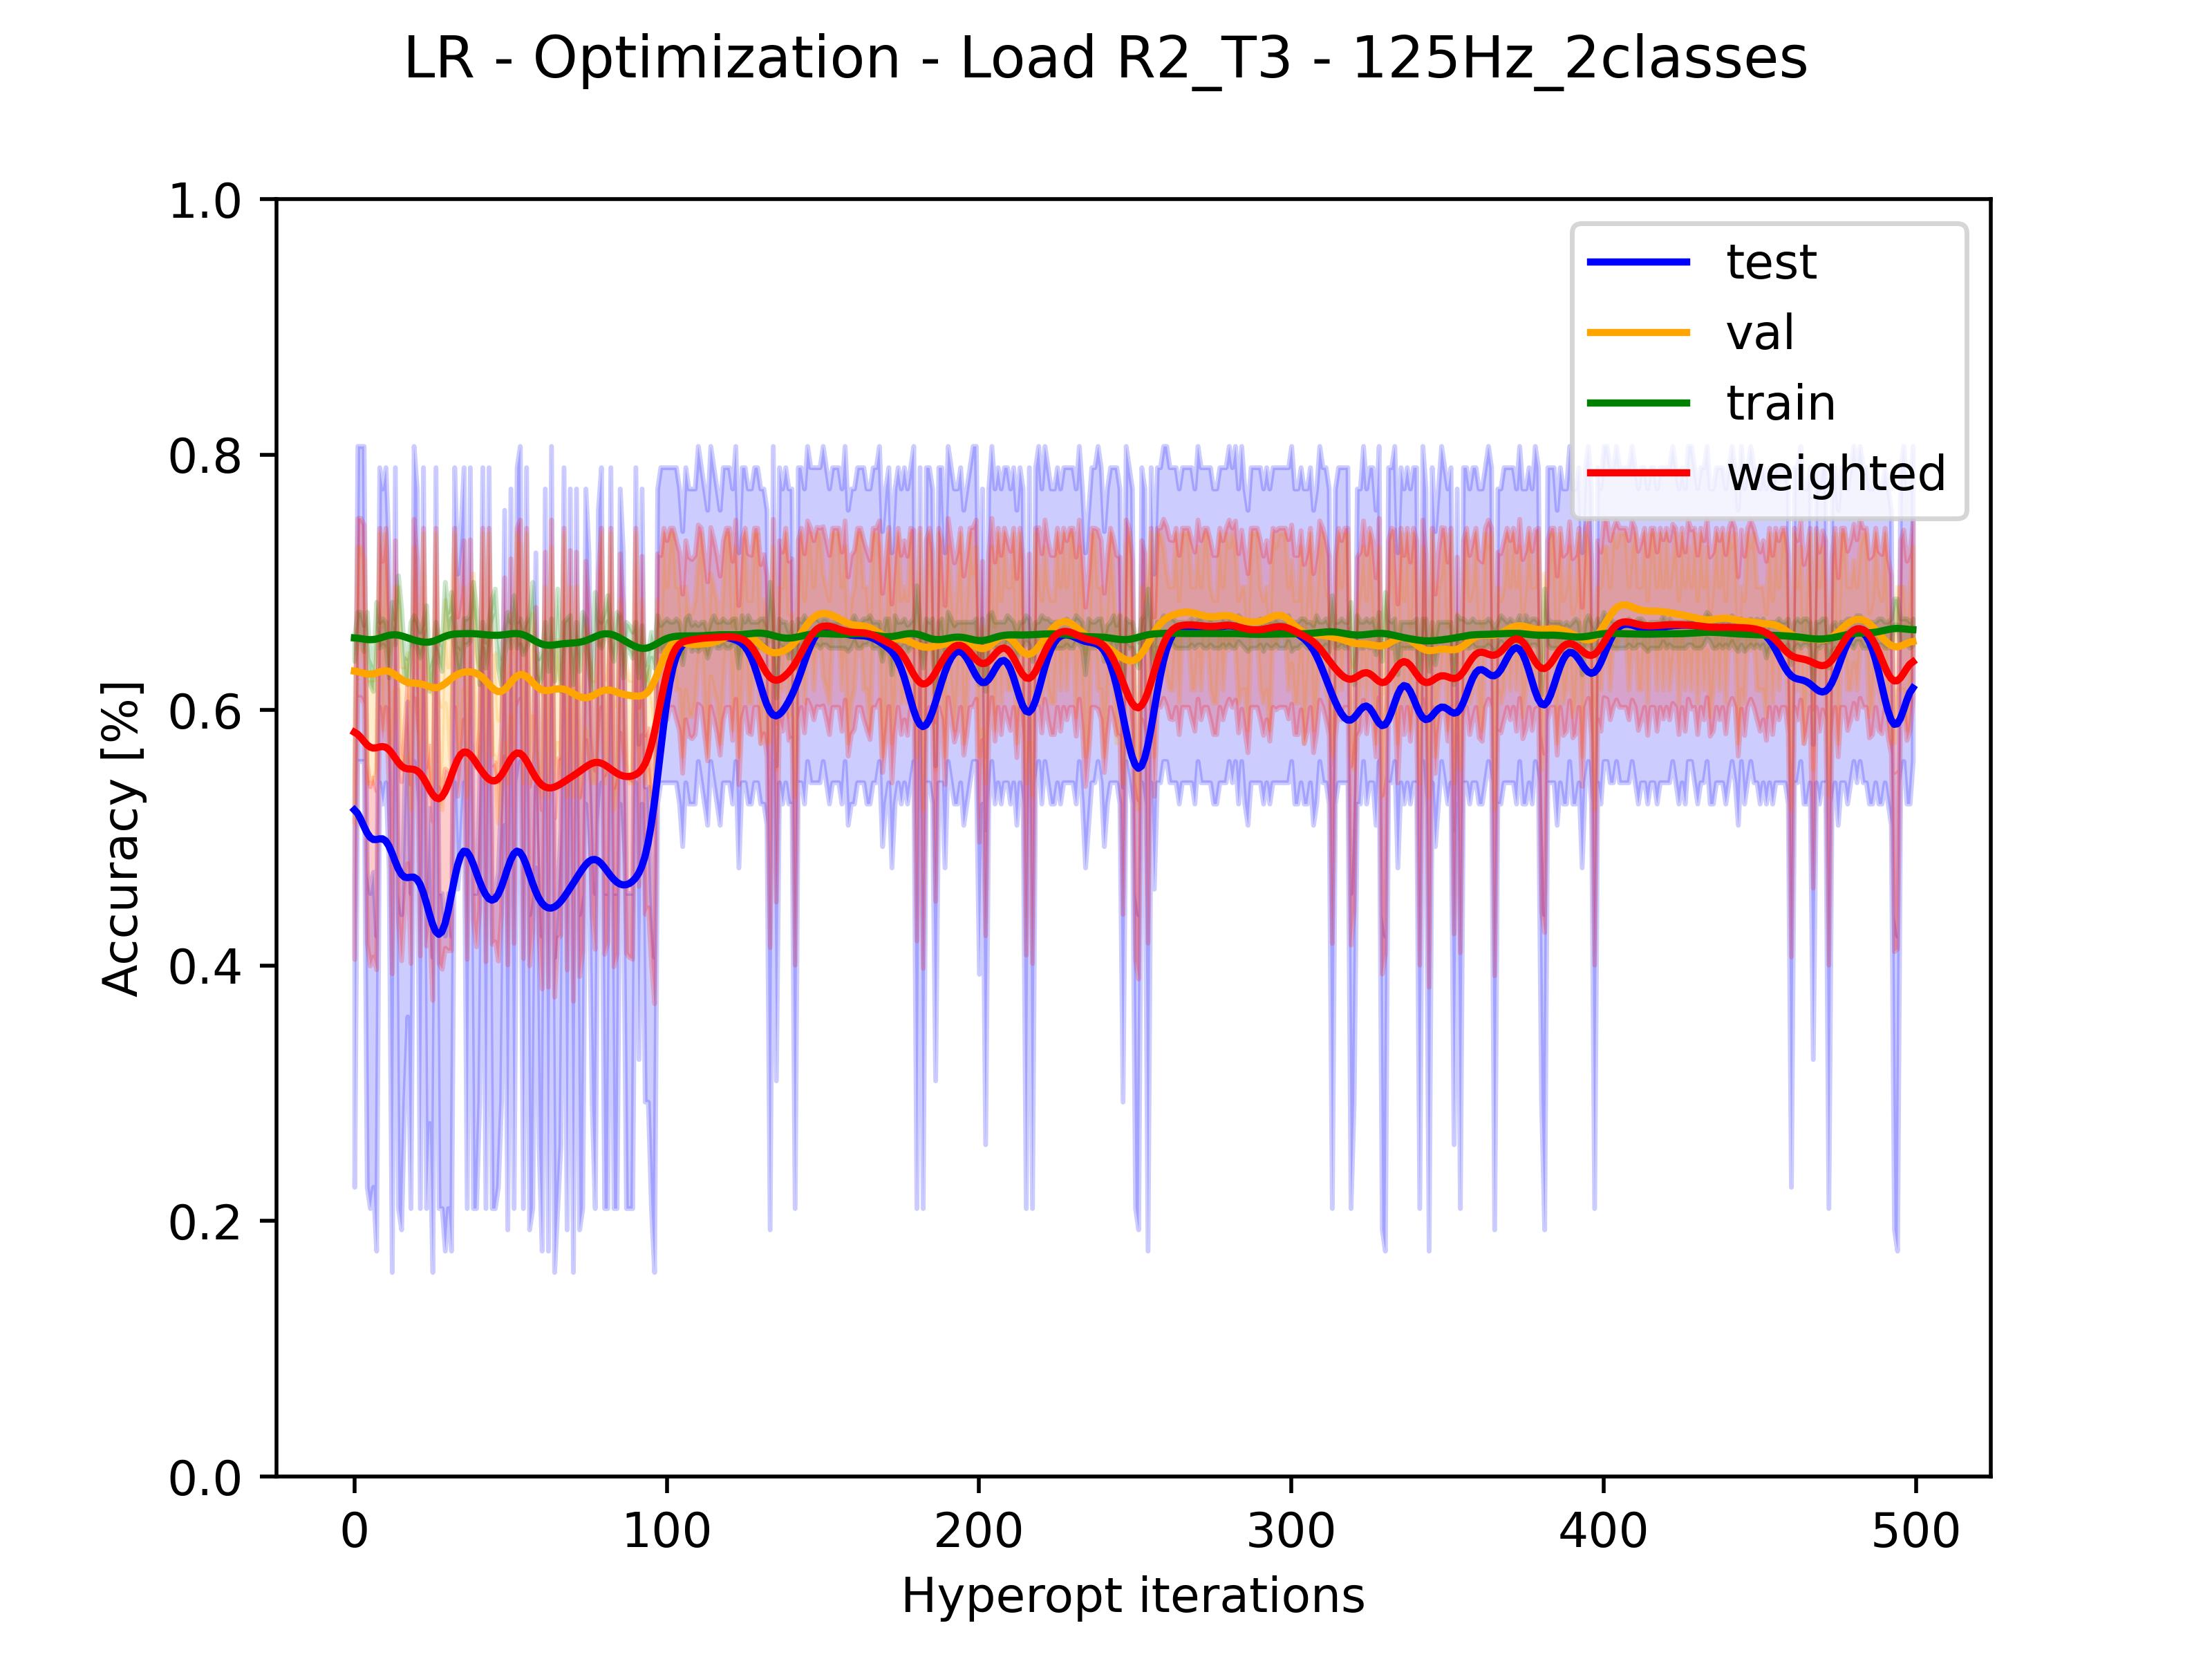 LR - Optimization - Load R2_T3 - 125Hz_2classes
1.0
0.8
0.6
0.4
0.2
0.0
Accuracy [%]
test
val
train
weighted
0 100 200 300 400 500
Hyperopt iterations